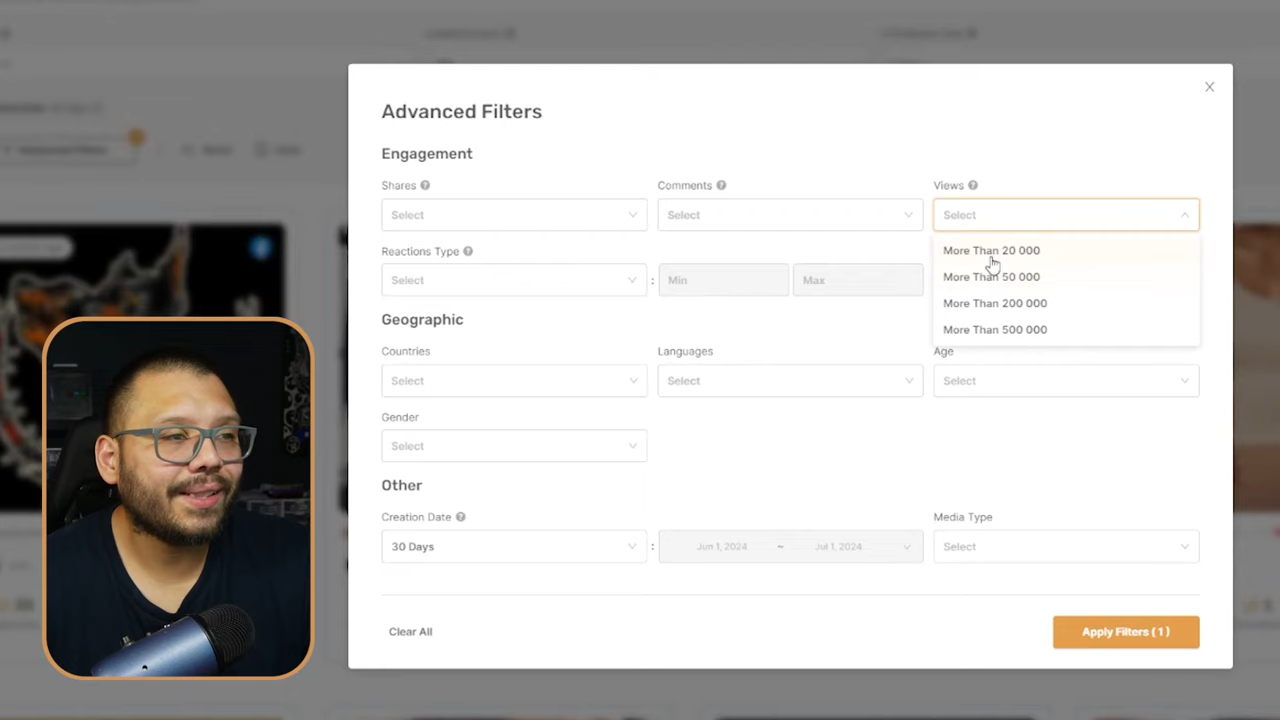 Advanced Filters
Engagement
Shares
Comments
Views
Select
Select
Select
Reactions Type
More Than 20 000
Select
:
Min
Max
More Than 50 000
More Than 200 000
More Than 500 000
Geographic
Countries
Languages
Age
Select
Select
Select
Gender
Select
Other
Creation Date
Media Type
30 Days
:
Jun 1, 2024
~
Jul 1, 2024
Select
Clear All
Apply Filters ( 1 )